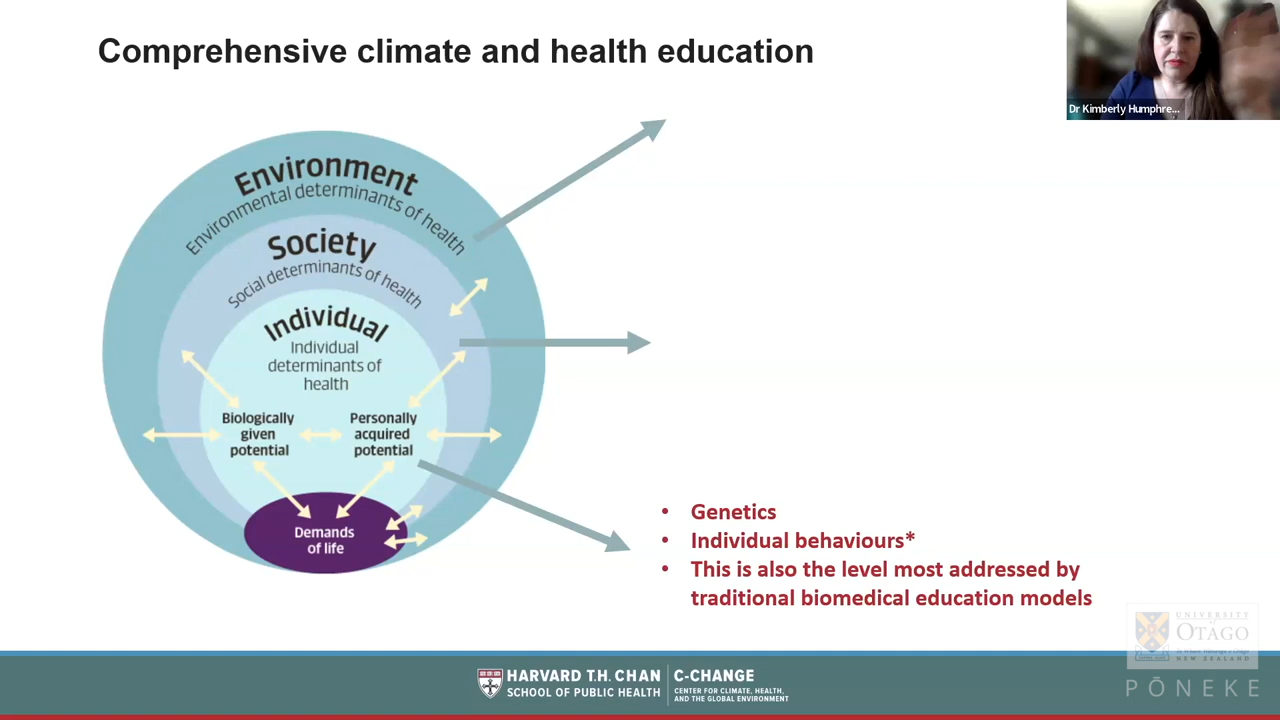 Comprehensive climate and health education
Dr Kimberly Humphre...
Environment
Environmental determinants of health
Society
Social determinants of health
Individual
Individual
determinants of
health
Biologically
given
potential
Personally
acquired
potential
Demands
of life
• Genetics
• Individual behaviours*
• This is also the level most addressed by
traditional biomedical education models
HARVARD T.H. CHAN
SCHOOL OF PUBLIC HEALTH
C-CHANGE
CENTER FOR CLIMATE, HEALTH,
AND THE GLOBAL ENVIRONMENT
UNIVERSITY
of
OTAGO
NEW ZEALAND
PŌNEKE